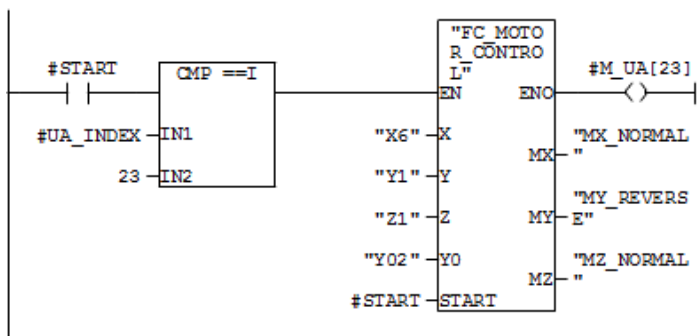 "FC_MOTO
R_CONTRO
L"
#START
CMP ==I
#M_UA[23]
EN ENO
#UA_INDEX IN1
"X6" X
"MX_NORMAL
MX "
23 IN2
"Y1" Y
"MY_REVERS
"Z1" Z
MY E"
"Y02" Y0
"MZ_NORMAL
MZ "
#START START